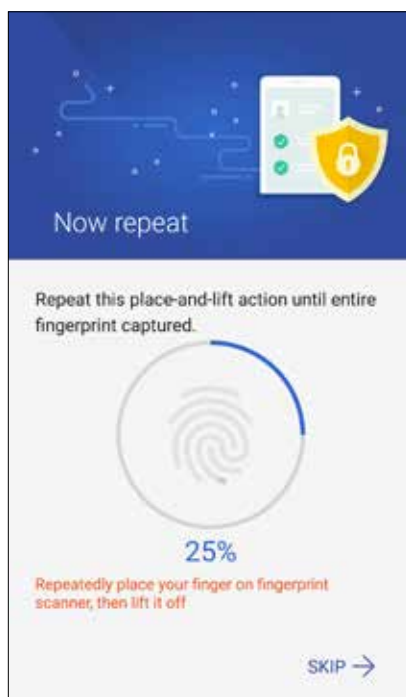 Now repeat
Repeat this place-and-lift action until entire
fingerprint captured.
25%
Repeatedly place your finger on fingerprint
scanner, then lift it off
SKIP